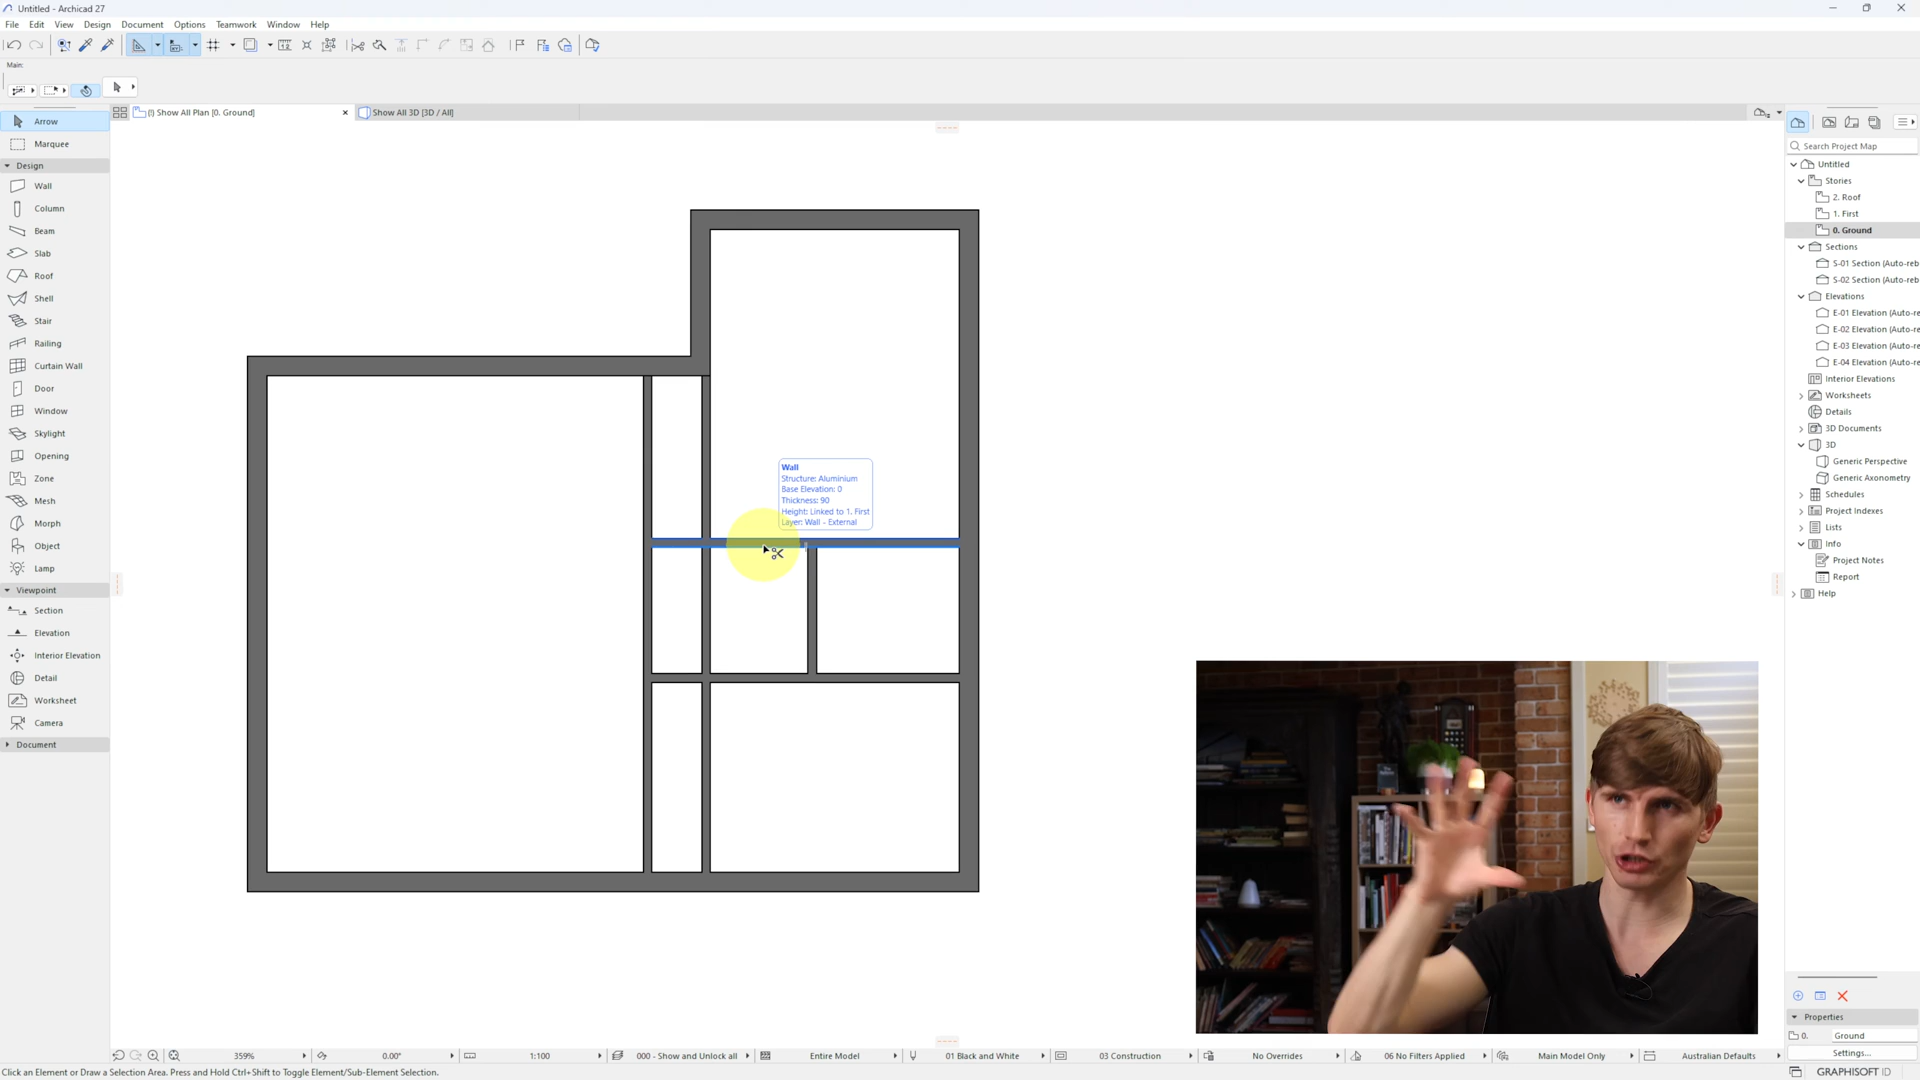 Untitled - Archicad 27
File Edit View Design Document Options Teamwork Window Help
Main:
(!) Show All Plan [0. Ground]
Show All 3D [3D / All]
Arrow
Marquee
Design
Wall
Column
Beam
Slab
Roof
Shell
Stair
Railing
Curtain Wall
Door
Window
Skylight
Opening
Zone
Mesh
Morph
Object
Lamp
Viewpoint
Section
Elevation
Interior Elevation
Detail
Worksheet
Camera
Document
Wall
Structure: Aluminium
Base Elevation: 0
Thickness: 90
Height: Linked to 1. First
Layer: Wall - External
Search Project Map
Untitled
Stories
2. Roof
1. First
0. Ground
Sections
S-01 Section (Auto-reb
S-02 Section (Auto-reb
Elevations
E-01 Elevation (Auto-re
E-02 Elevation (Auto-re
E-03 Elevation (Auto-re
E-04 Elevation (Auto-re
Interior Elevations
Worksheets
Details
3D Documents
3D
Generic Perspective
Generic Axonometry
Schedules
Project Indexes
Lists
Info
Project Notes
Report
Help
Properties
0. Ground
Settings...
359% 0.00° 1:100 000 - Show and Unlock all Entire Model 01 Black and White 03 Construction No Overrides 06 No Filters Applied Main Model Only Australian Defaults
Click an Element or Draw a Selection Area. Press and Hold Ctrl+Shift to Toggle Element/Sub-Element Selection.
GRAPHISOFT ID